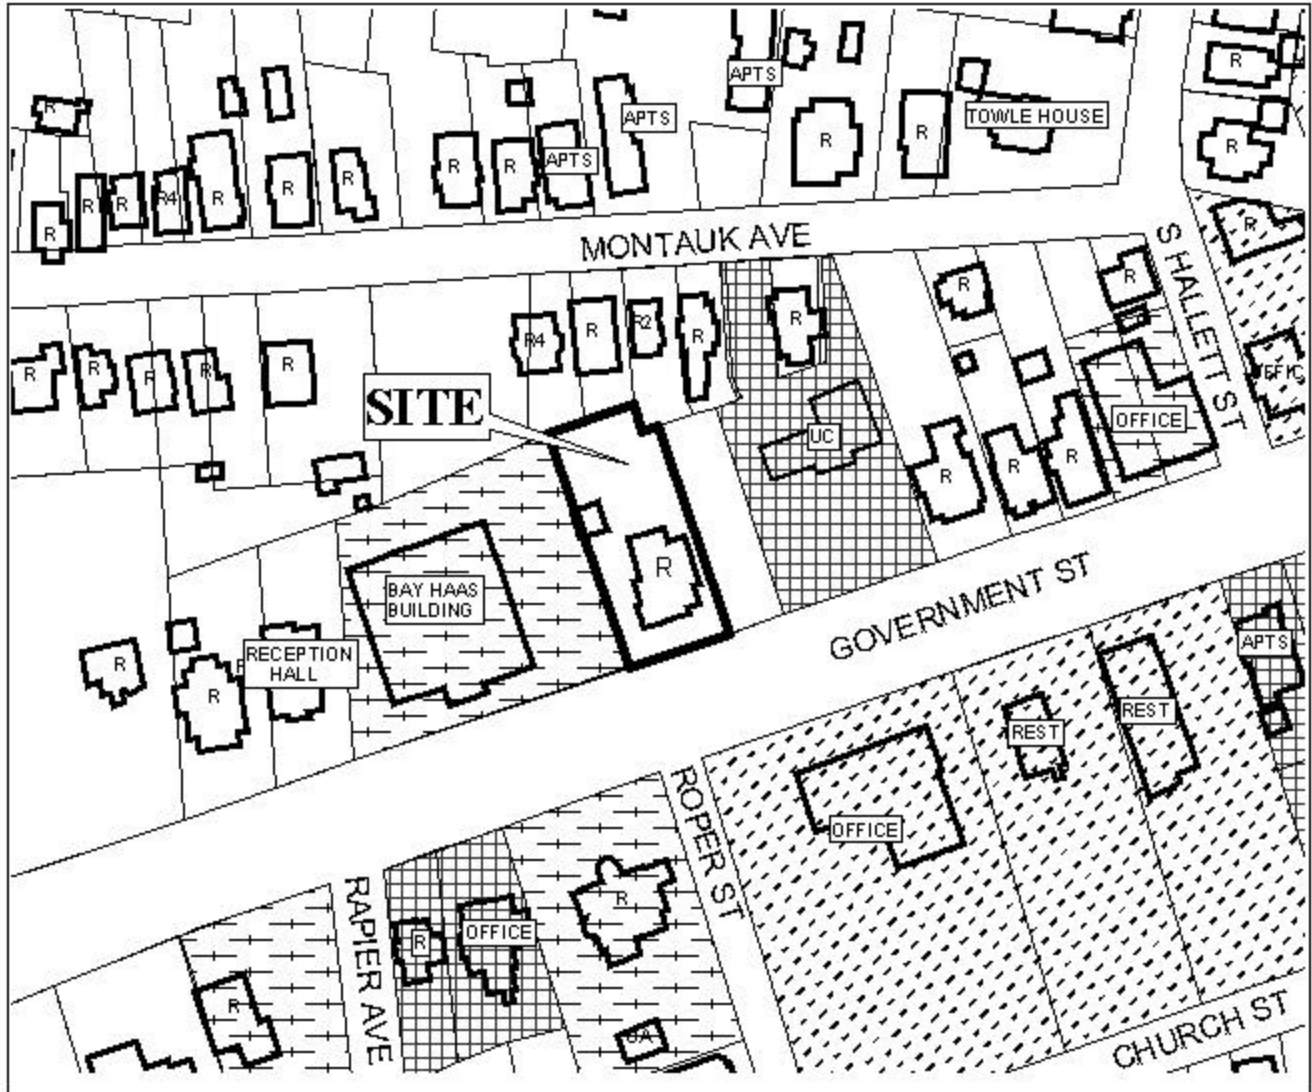 R
R
APTS
APTS
R
R
TOWLE HOUSE
R
R
R
APTS
R
R
R
R4
R
R
R
R
R
MONTAUK AVE
S HALLETT ST
R
R
R
R4
R
R2
R
R
R
R
R
R
R
SITE
UC
OFFICE
R
R
R
R
BAY HAAS
BUILDING
GOVERNMENT ST
R
RECEPTION
HALL
R
APTS
REST
REST
ROPER ST
OFFICE
RAPIER AVE
R
OFFICE
R
R
CHURCH ST